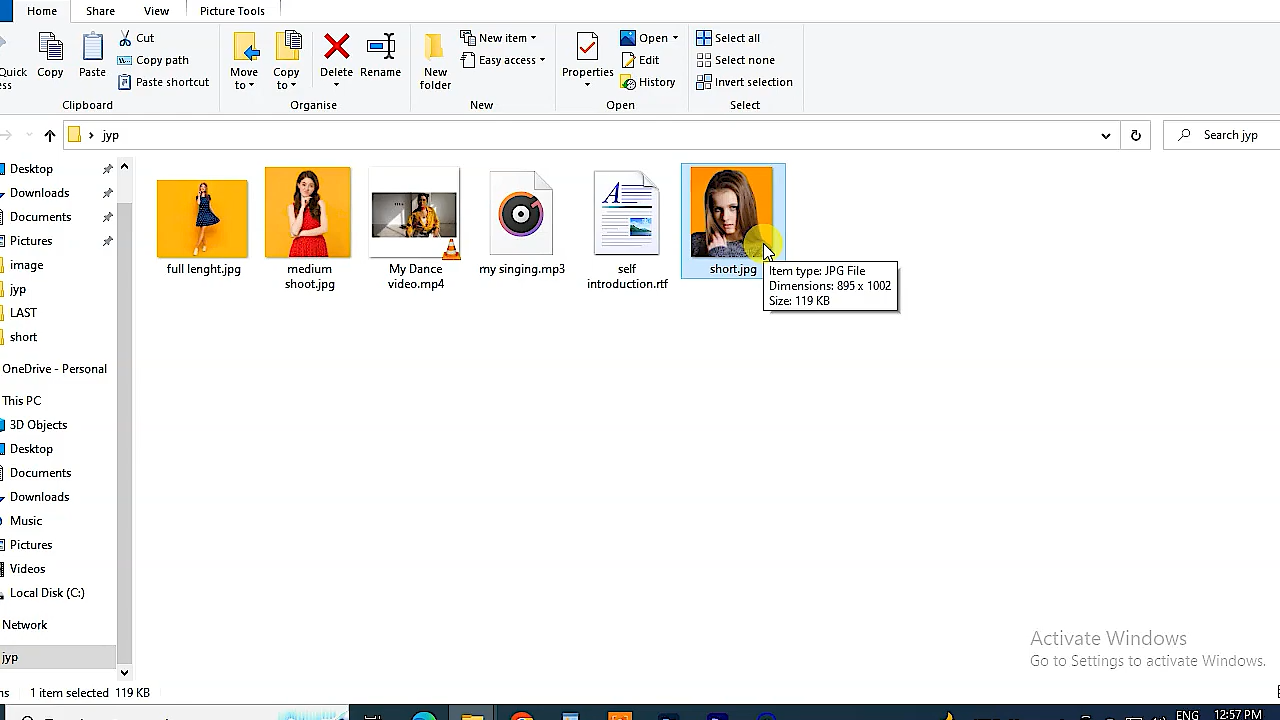 Home Share View Picture Tools
Cut
Copy path
Paste shortcut
Quick
Copy
Paste
Move to
Copy to
Delete
Rename
New folder
New item
Easy access
Properties
Open
Edit
History
Select all
Select none
Invert selection
Clipboard Organise New Open Select
jyp
Search jyp
Desktop
Downloads
Documents
Pictures
image
jyp
LAST
short
OneDrive - Personal
This PC
3D Objects
Desktop
Documents
Downloads
Music
Pictures
Videos
Local Disk (C:)
Network
jyp
full lenght.jpg
medium
shoot.jpg
My Dance
video.mp4
my singing.mp3
self
introduction.rtf
short.jpg
Item type: JPG File
Dimensions: 895 x 1002
Size: 119 KB
Activate Windows
Go to Settings to activate Windows.
1 item selected 119 KB
ENG 12:57 PM